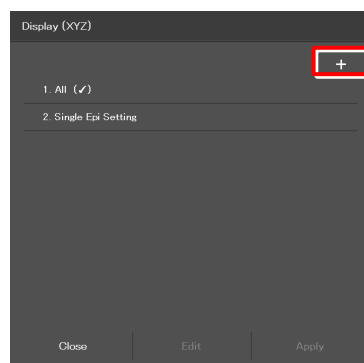 Display (XYZ)
+
1. All (✓)
2. Single Epi Setting
Close Edit Apply